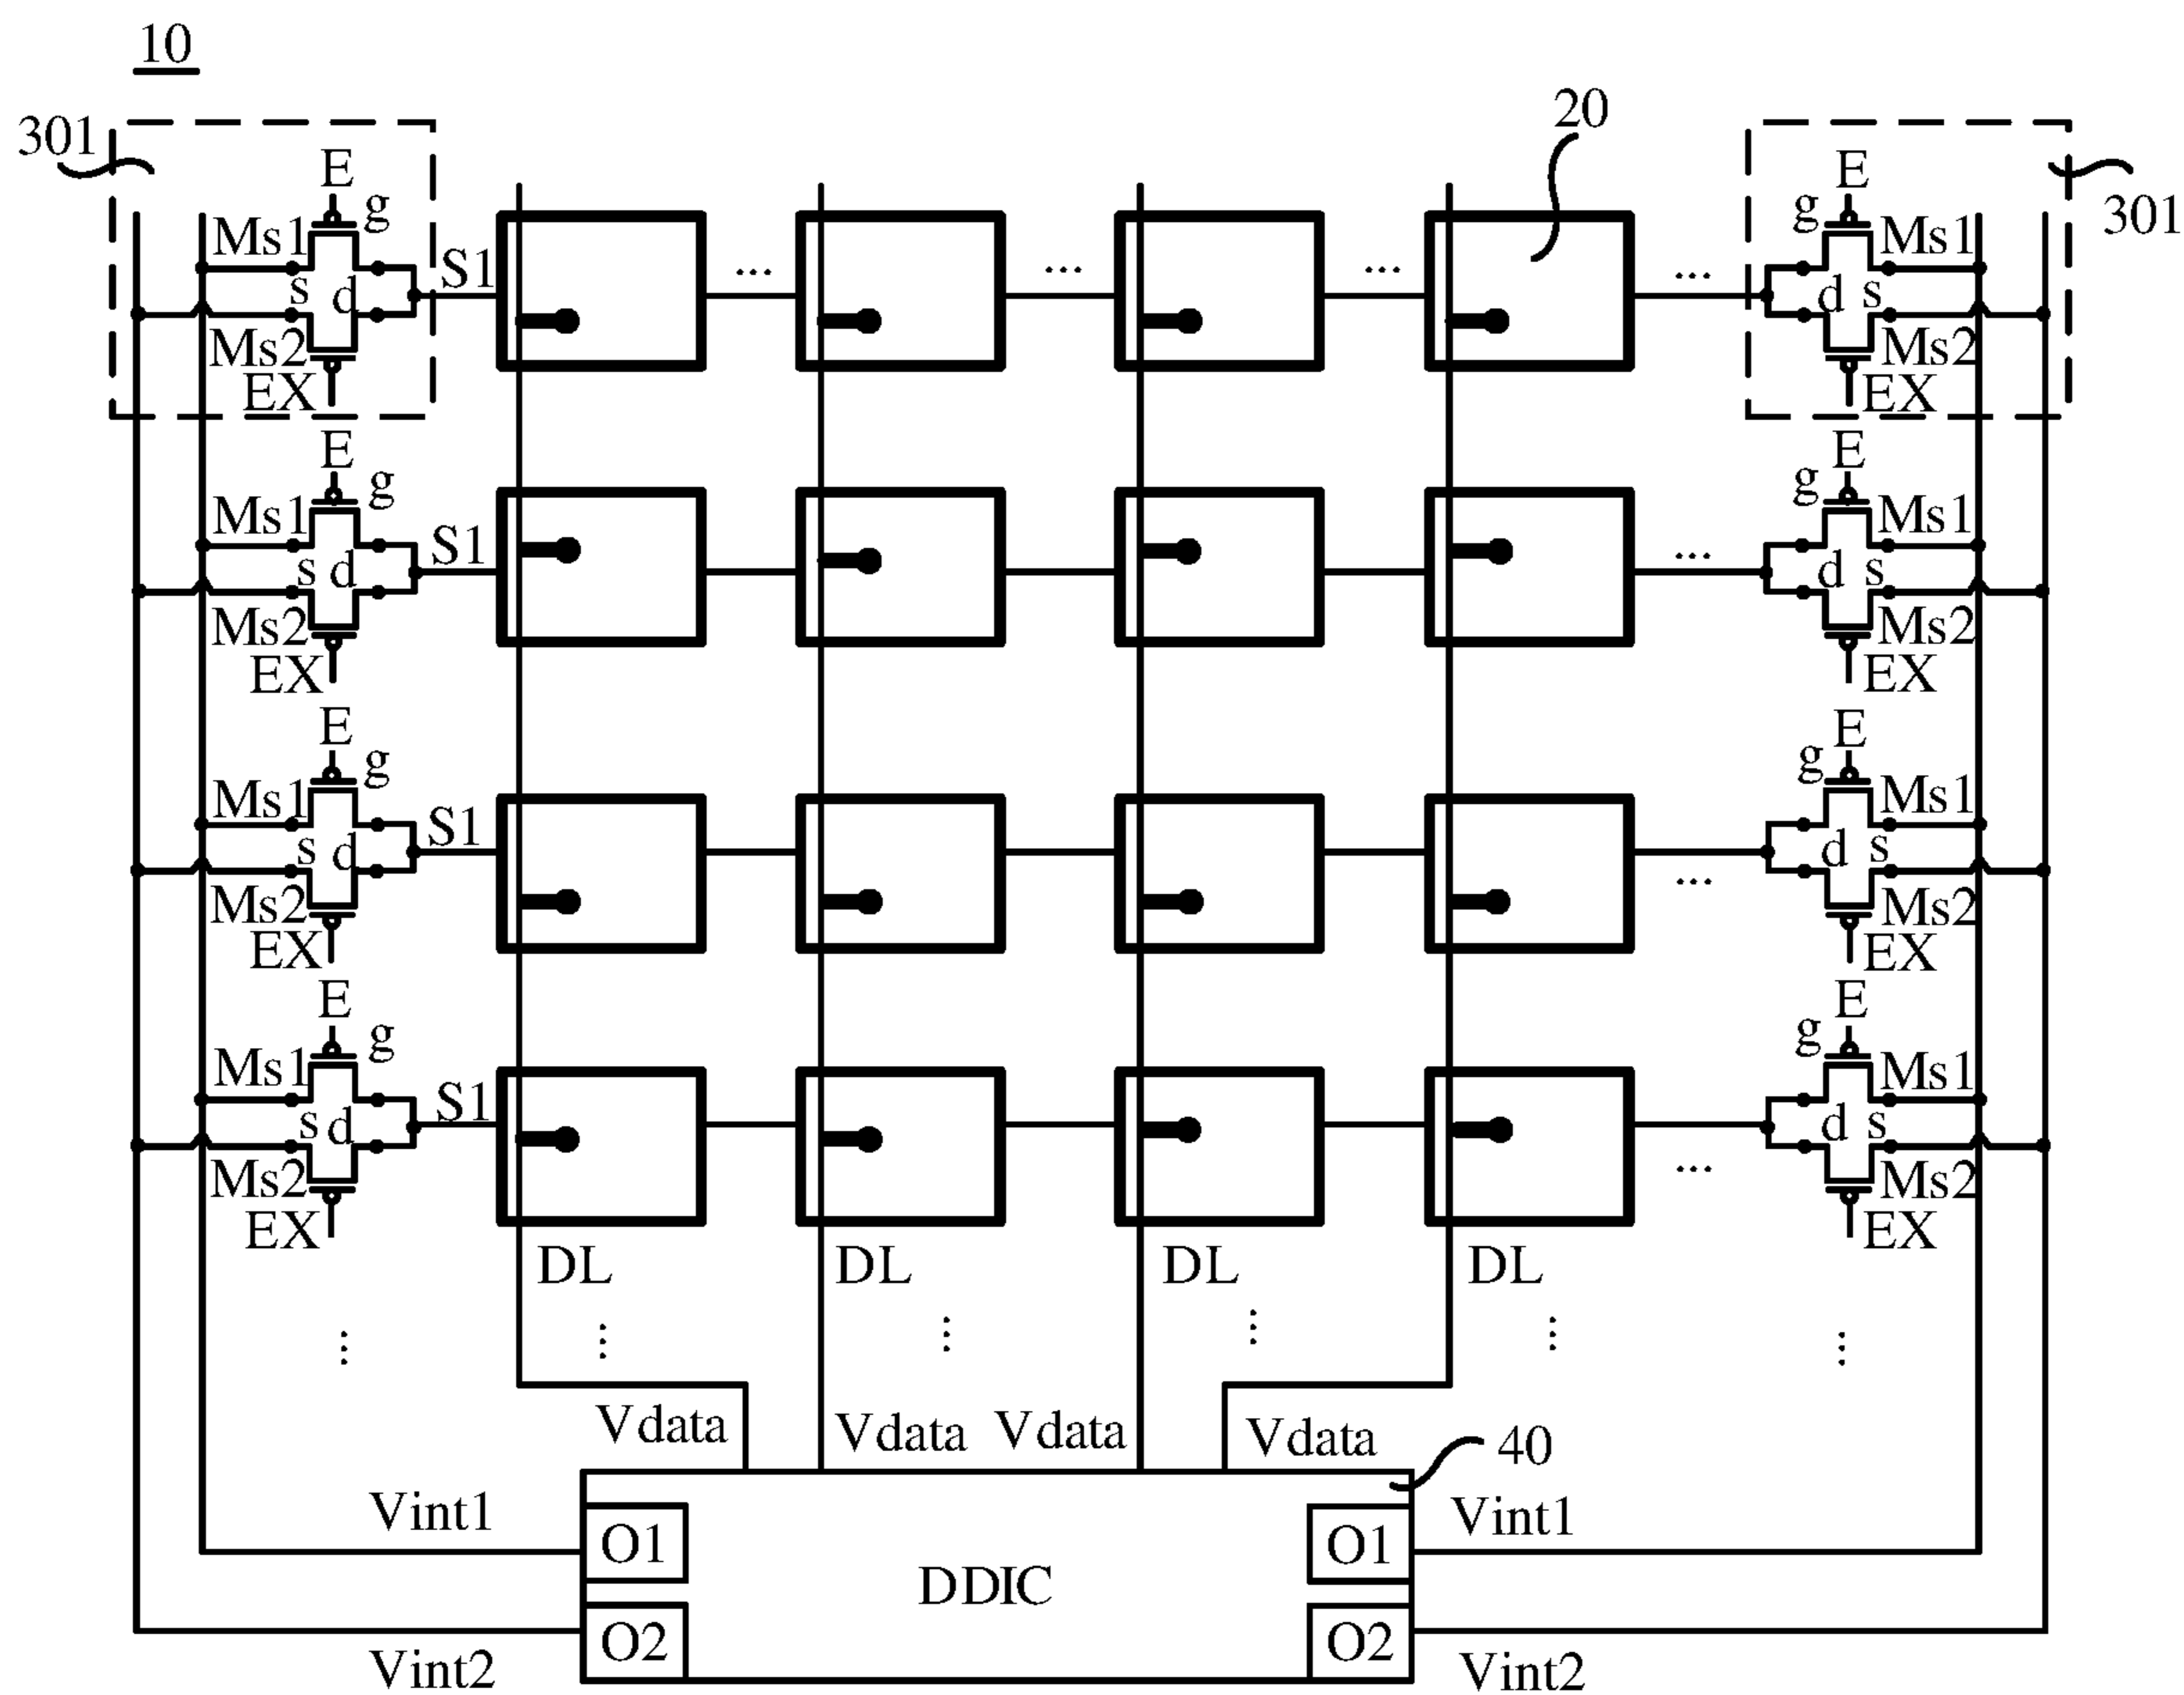 10
301 E 20 E 301
Ms1 g S1 ... ... ... ... g Ms1
s d d s
Ms2 Ms2
EX EX
E E
Ms1 g S1 ... g Ms1
s d d s
Ms2 Ms2
EX EX
E E
Ms1 g S1 g Ms1
s d d s
Ms2 ... Ms2
EX EX
E E
Ms1 g S1 g Ms1
s d d s
Ms2 ... Ms2
EX EX
DL DL DL DL
... ... ... ... ... ...
Vdata Vdata Vdata Vdata 40
Vint1 O1 O1 Vint1
DDIC
Vint2 O2 O2 Vint2